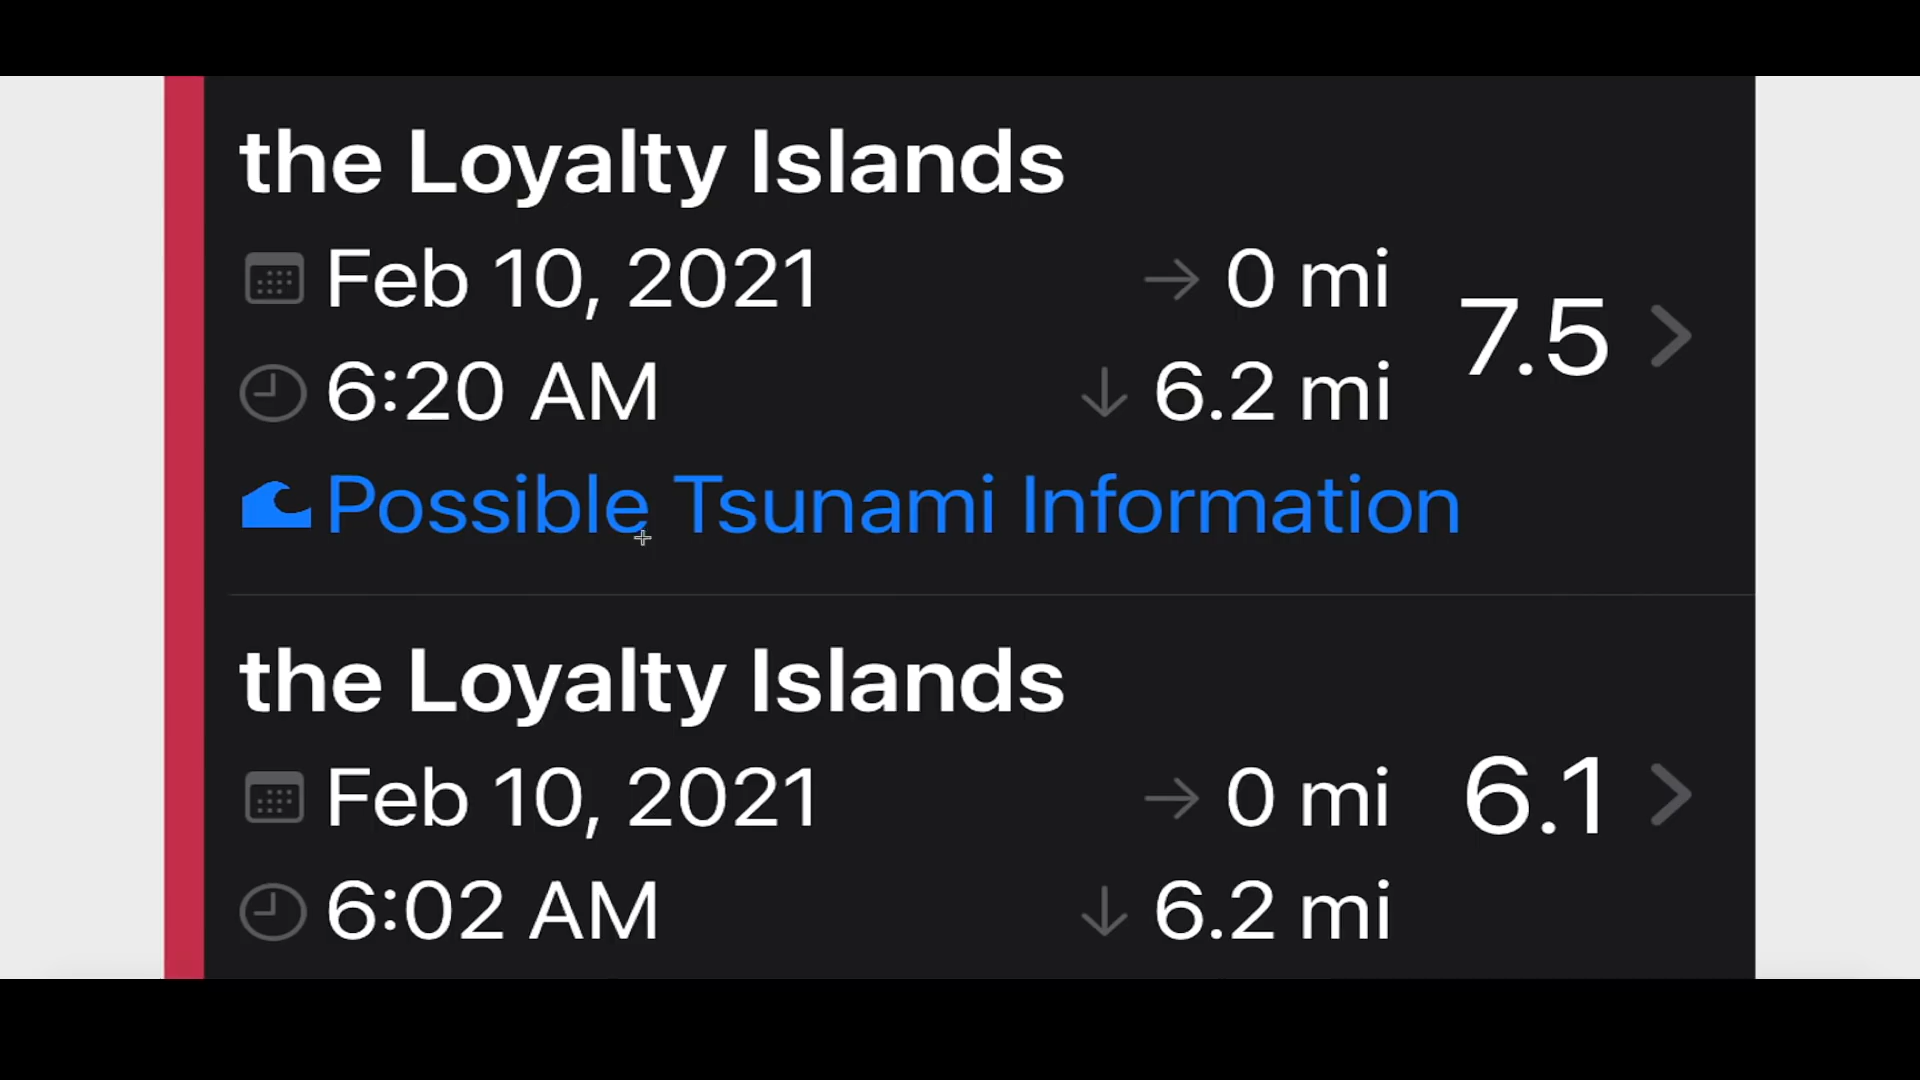 the Loyalty Islands
Feb 10, 2021 → 0 mi
7.5
6:20 AM ↓ 6.2 mi
Possible Tsunami Information
the Loyalty Islands
Feb 10, 2021 → 0 mi 6.1
6:02 AM ↓ 6.2 mi